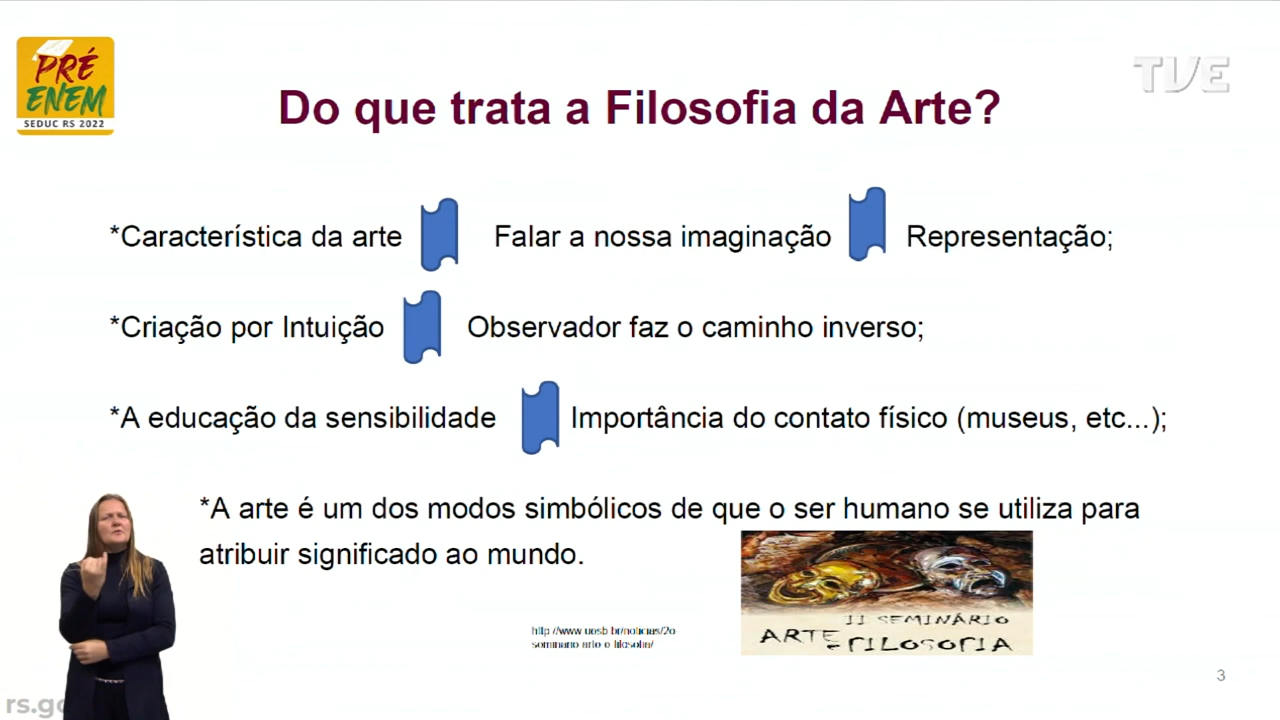 PRÉ
ENEM
SEDUC RS 2022
TVE
Do que trata a Filosofia da Arte?
*Característica da arte Falar a nossa imaginação Representação;
*Criação por Intuição Observador faz o caminho inverso;
*A educação da sensibilidade Importância do contato físico (museus, etc...);
*A arte é um dos modos simbólicos de que o ser humano se utiliza para
atribuir significado ao mundo.
II SEMINÁRIO
ARTE e FILOSOFIA
3